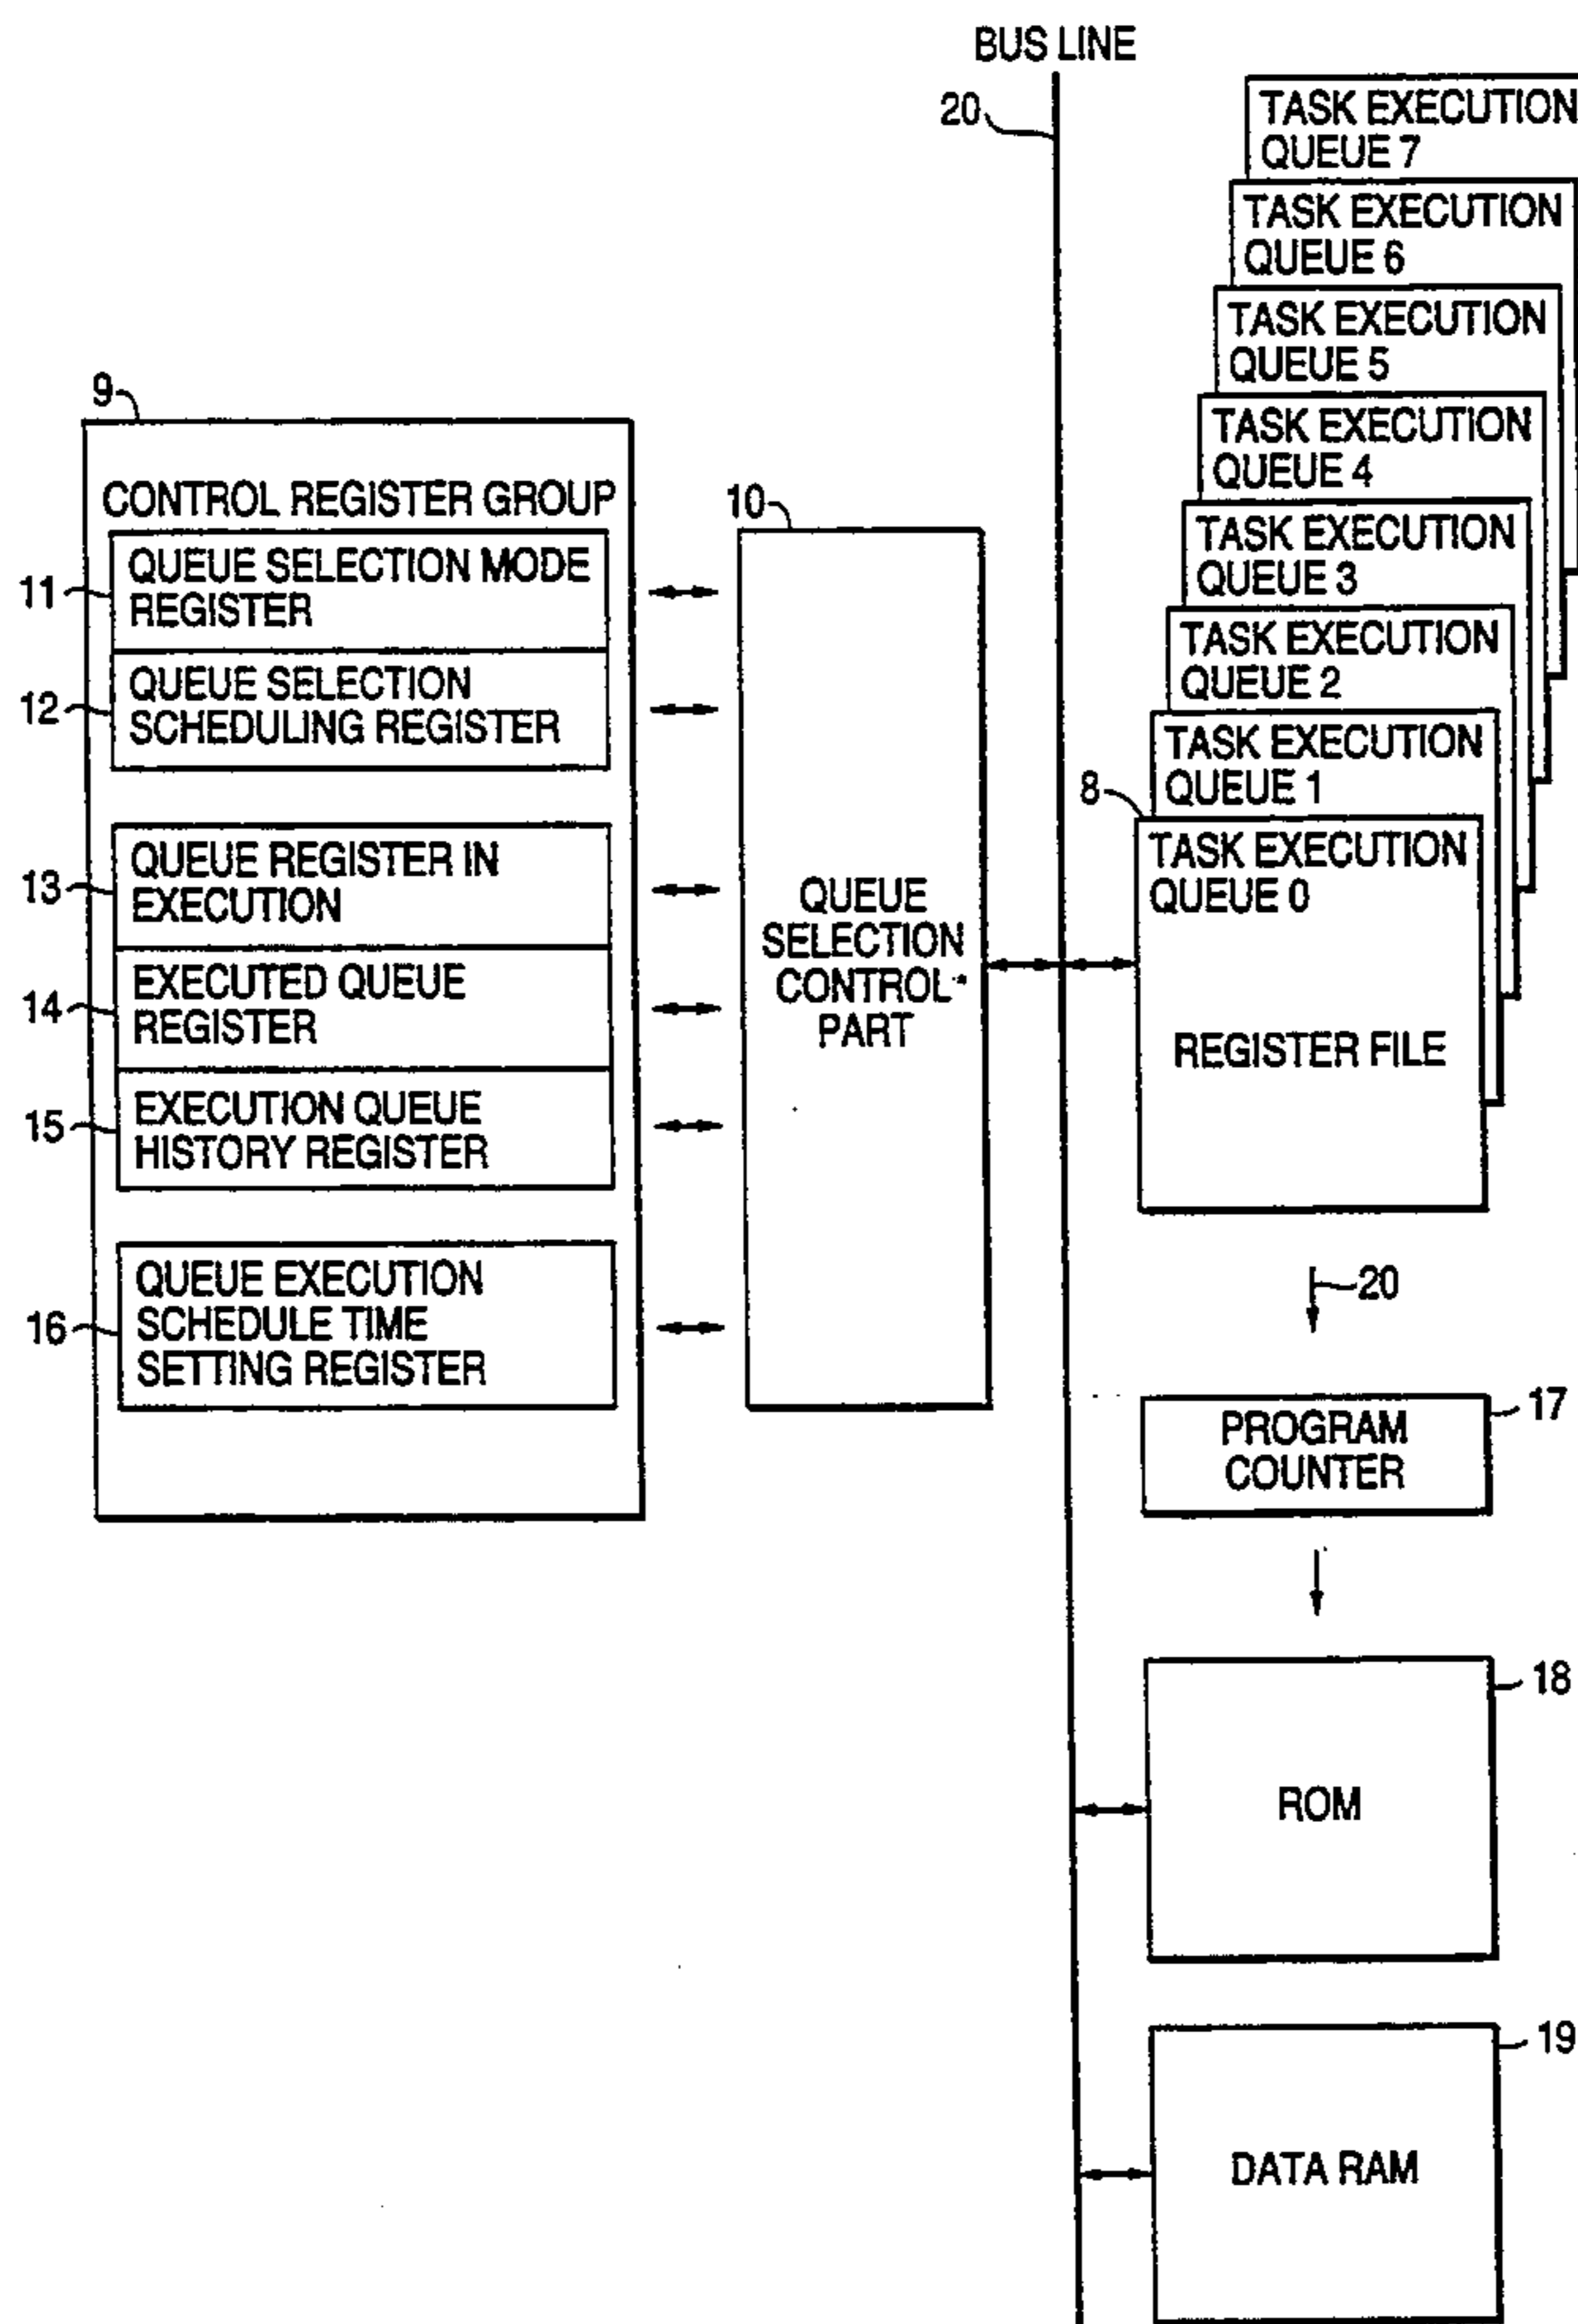 BUS LINE
20
TASK EXECUTION
QUEUE 7
TASK EXECUTION
QUEUE 6
TASK EXECUTION
QUEUE 5
TASK EXECUTION
QUEUE 4
TASK EXECUTION
QUEUE 3
TASK EXECUTION
QUEUE 2
TASK EXECUTION
QUEUE 1
8
TASK EXECUTION
QUEUE 0
REGISTER FILE
9
CONTROL REGISTER GROUP
11
QUEUE SELECTION MODE
REGISTER
12
QUEUE SELECTION
SCHEDULING REGISTER
13
QUEUE REGISTER IN
EXECUTION
14
EXECUTED QUEUE
REGISTER
15
EXECUTION QUEUE
HISTORY REGISTER
16
QUEUE EXECUTION
SCHEDULE TIME
SETTING REGISTER
10
QUEUE
SELECTION
CONTROL
PART
20
17
PROGRAM
COUNTER
18
ROM
19
DATA RAM